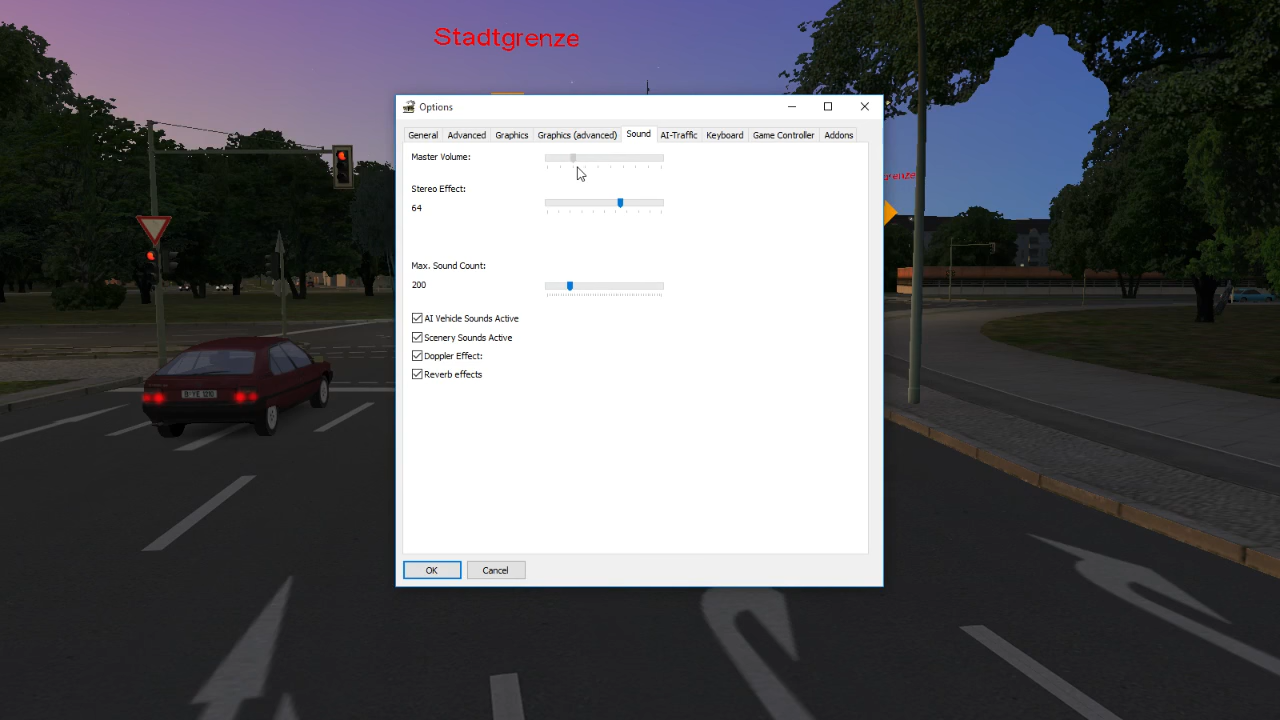 Stadtgrenze
Options
General Advanced Graphics Graphics (advanced) Sound AI-Traffic Keyboard Game Controller Addons
Master Volume:
Stereo Effect:
64
Max. Sound Count:
200
AI Vehicle Sounds Active
Scenery Sounds Active
Doppler Effect:
Reverb effects
OK Cancel